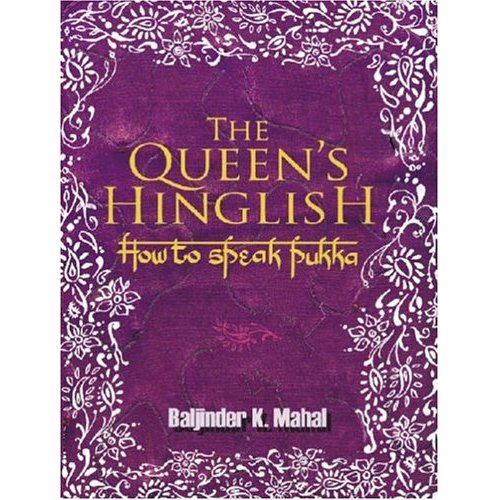 THE
QUEEN'S
HINGLISH
How to speak pukka
Baljinder K. Mahal